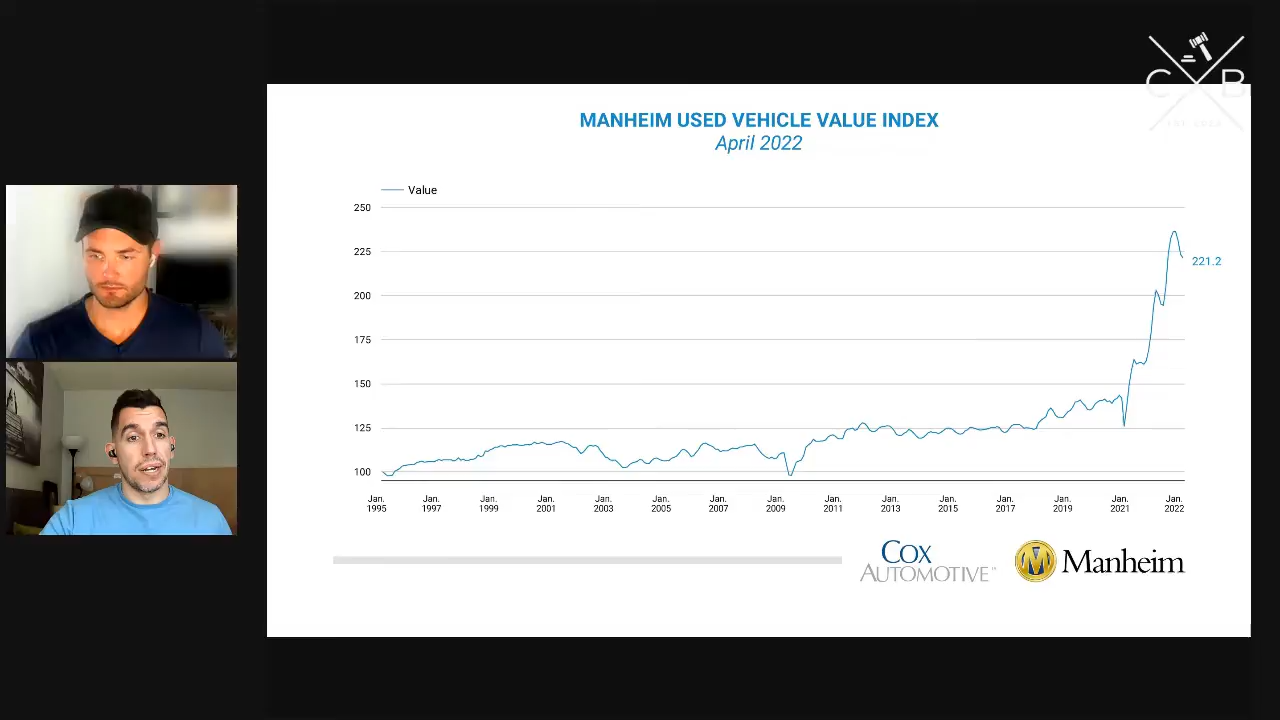 C B
MANHEIM USED VEHICLE VALUE INDEX
April 2022
Value
250
225
221.2
200
175
150
125
100
Jan. Jan. Jan. Jan. Jan. Jan. Jan. Jan. Jan. Jan. Jan. Jan. Jan. Jan. Jan.
1995 1997 1999 2001 2003 2005 2007 2009 2011 2013 2015 2017 2019 2021 2022
COX
AUTOMOTIVE™
Manheim